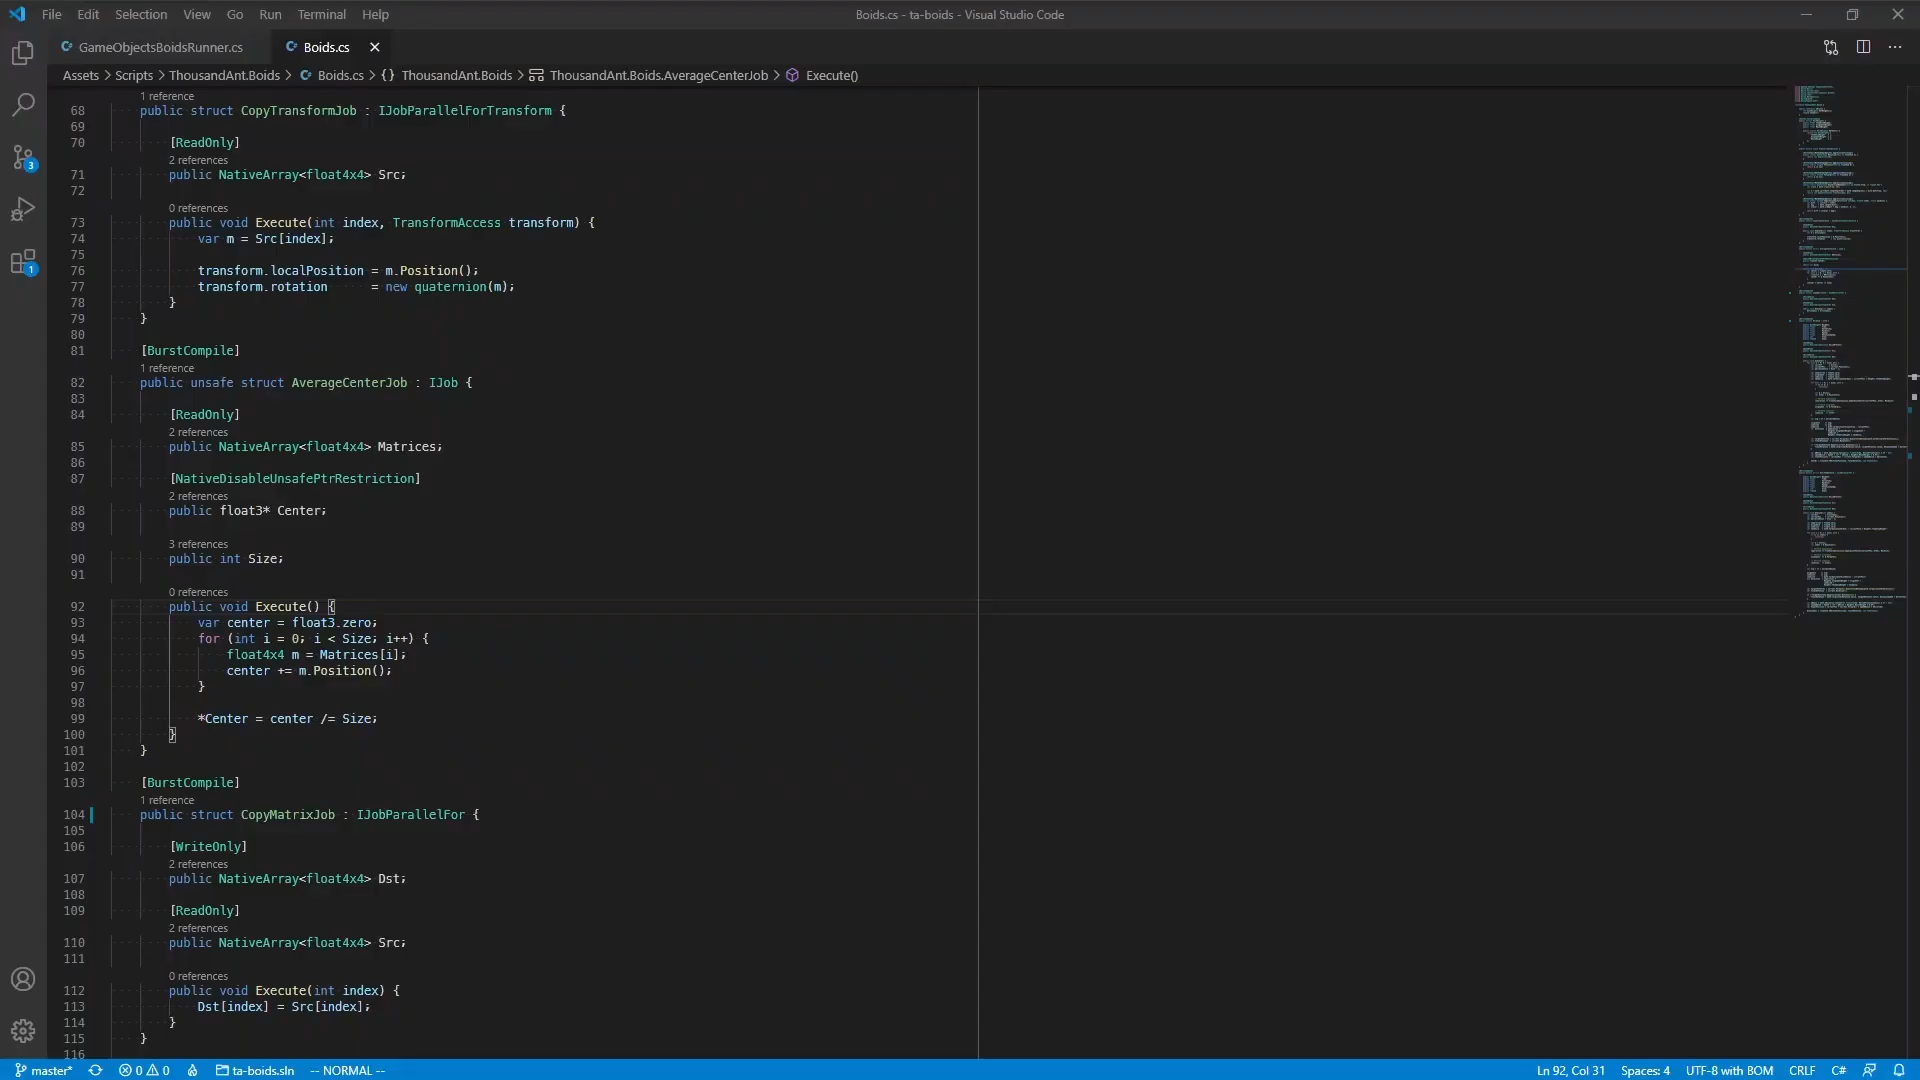 File Edit Selection View Go Run Terminal Help
Boids.cs - ta-boids - Visual Studio Code
GameObjectsBoidsRunner.cs
Boids.cs
Assets > Scripts > ThousandAnt.Boids > Boids.cs > {} ThousandAnt.Boids > ThousandAnt.Boids.AverageCenterJob > Execute()
1 reference
68 public struct CopyTransformJob : IJobParallelForTransform {
69
70 [ReadOnly]
2 references
71 public NativeArray<float4x4> Src;
72
0 references
73 public void Execute(int index, TransformAccess transform) {
74 var m = Src[index];
75
76 transform.localPosition = m.Position();
77 transform.rotation = new quaternion(m);
78 }
79 }
80
81 [BurstCompile]
1 reference
82 public unsafe struct AverageCenterJob : IJob {
83
84 [ReadOnly]
2 references
85 public NativeArray<float4x4> Matrices;
86
87 [NativeDisableUnsafePtrRestriction]
2 references
88 public float3* Center;
89
3 references
90 public int Size;
91
0 references
92 public void Execute() {
93 var center = float3.zero;
94 for (int i = 0; i < Size; i++) {
95 float4x4 m = Matrices[i];
96 center += m.Position();
97 }
98
99 *Center = center /= Size;
100 }
101 }
102
103 [BurstCompile]
1 reference
104 public struct CopyMatrixJob : IJobParallelFor {
105
106 [WriteOnly]
2 references
107 public NativeArray<float4x4> Dst;
108
109 [ReadOnly]
2 references
110 public NativeArray<float4x4> Src;
111
0 references
112 public void Execute(int index) {
113 Dst[index] = Src[index];
114 }
115 }
116
3
1
master* 0 0 ta-boids.sln -- NORMAL -- Ln 92, Col 31 Spaces: 4 UTF-8 with BOM CRLF C#